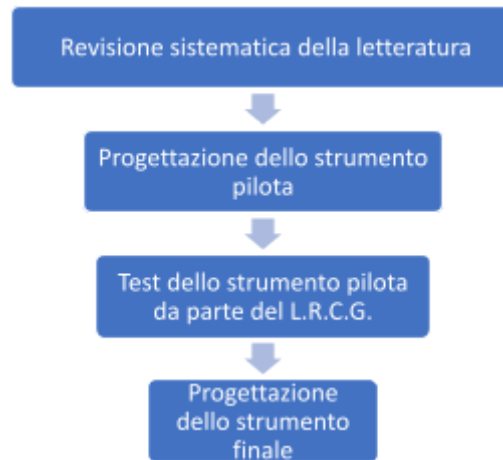 Revisione sistematica della letteratura
Progettazione dello strumento
pilota
Test dello strumento pilota
da parte del L.R.C.G.
Progettazione
dello strumento
finale